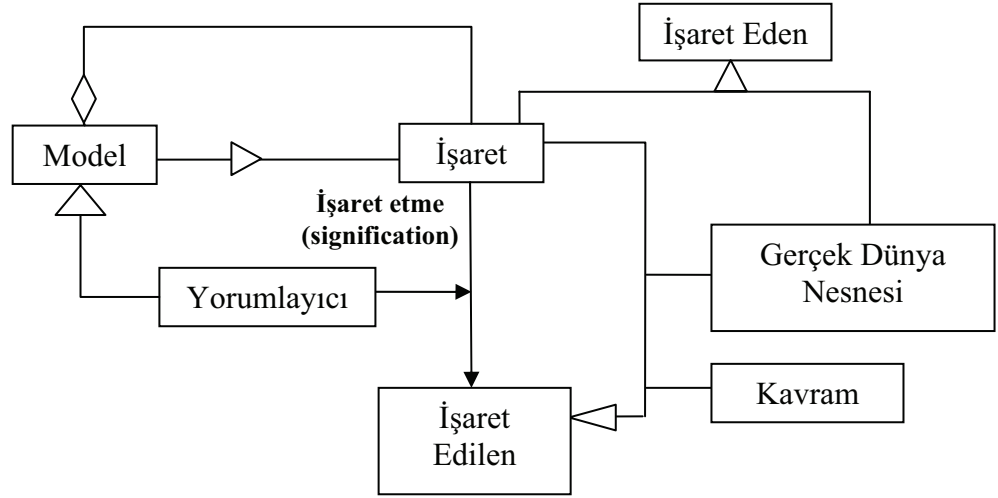 İşaret Eden
Model
İşaret
İşaret etme
(signification)
Gerçek Dünya
Nesnesi
Yorumlayıcı
Kavram
İşaret
Edilen